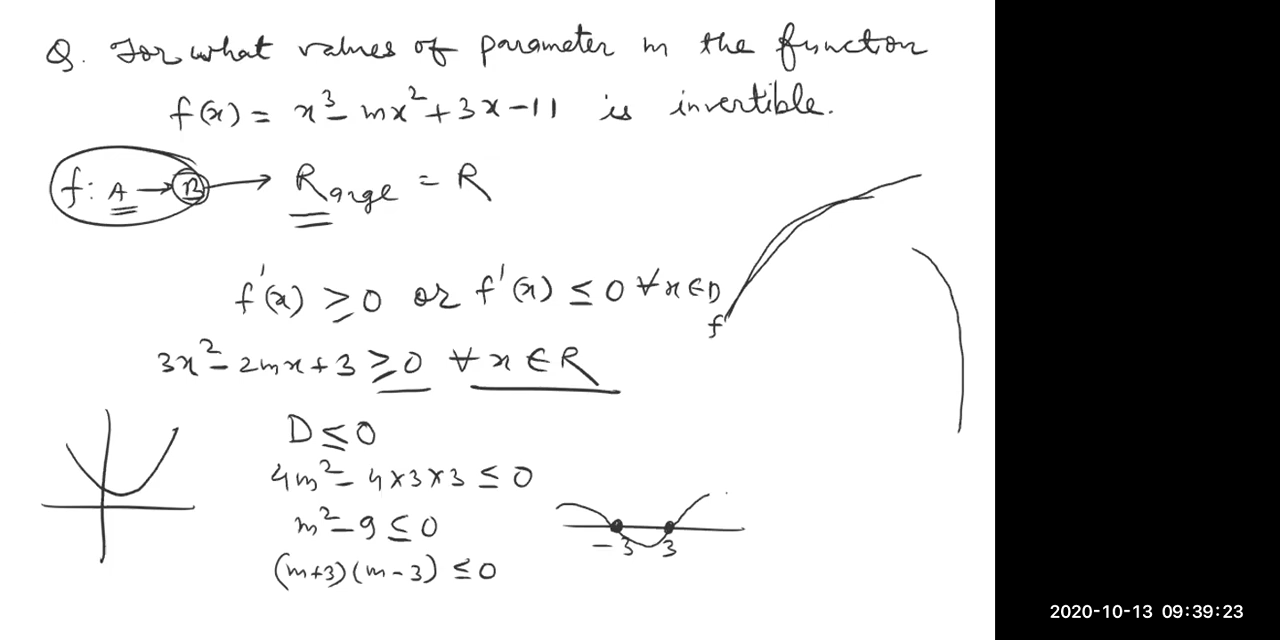 Q. For what values of parameter m the function
f(x) = x³ - mx² + 3x - 11 is invertible.
f: A → B → Range = R
f'(x) ≥ 0 or f'(x) ≤ 0 ∀ x ∈ D
f
3x² - 2mx + 3 ≥ 0 ∀ x ∈ R
D ≤ 0
4m² - 4×3×3 ≤ 0
m² - 9 ≤ 0
-3 3
(m+3)(m-3) ≤ 0
2020-10-13 09:39:23